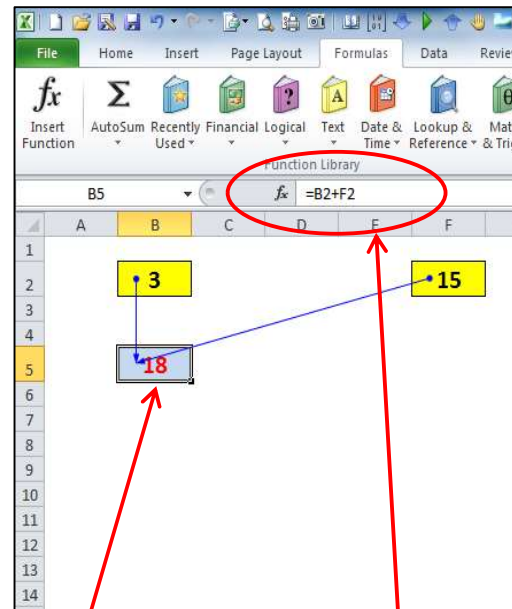 File Home Insert Page Layout Formulas Data Review
fx Σ ? A θ
Insert Function AutoSum Recently Used Financial Logical Text Date & Time Lookup & Reference Mat & Trig
Function Library
B5 fx =B2+F2
A B C D E F
1
2 3 15
3
4
5 18
6
7
8
9
10
11
12
13
14